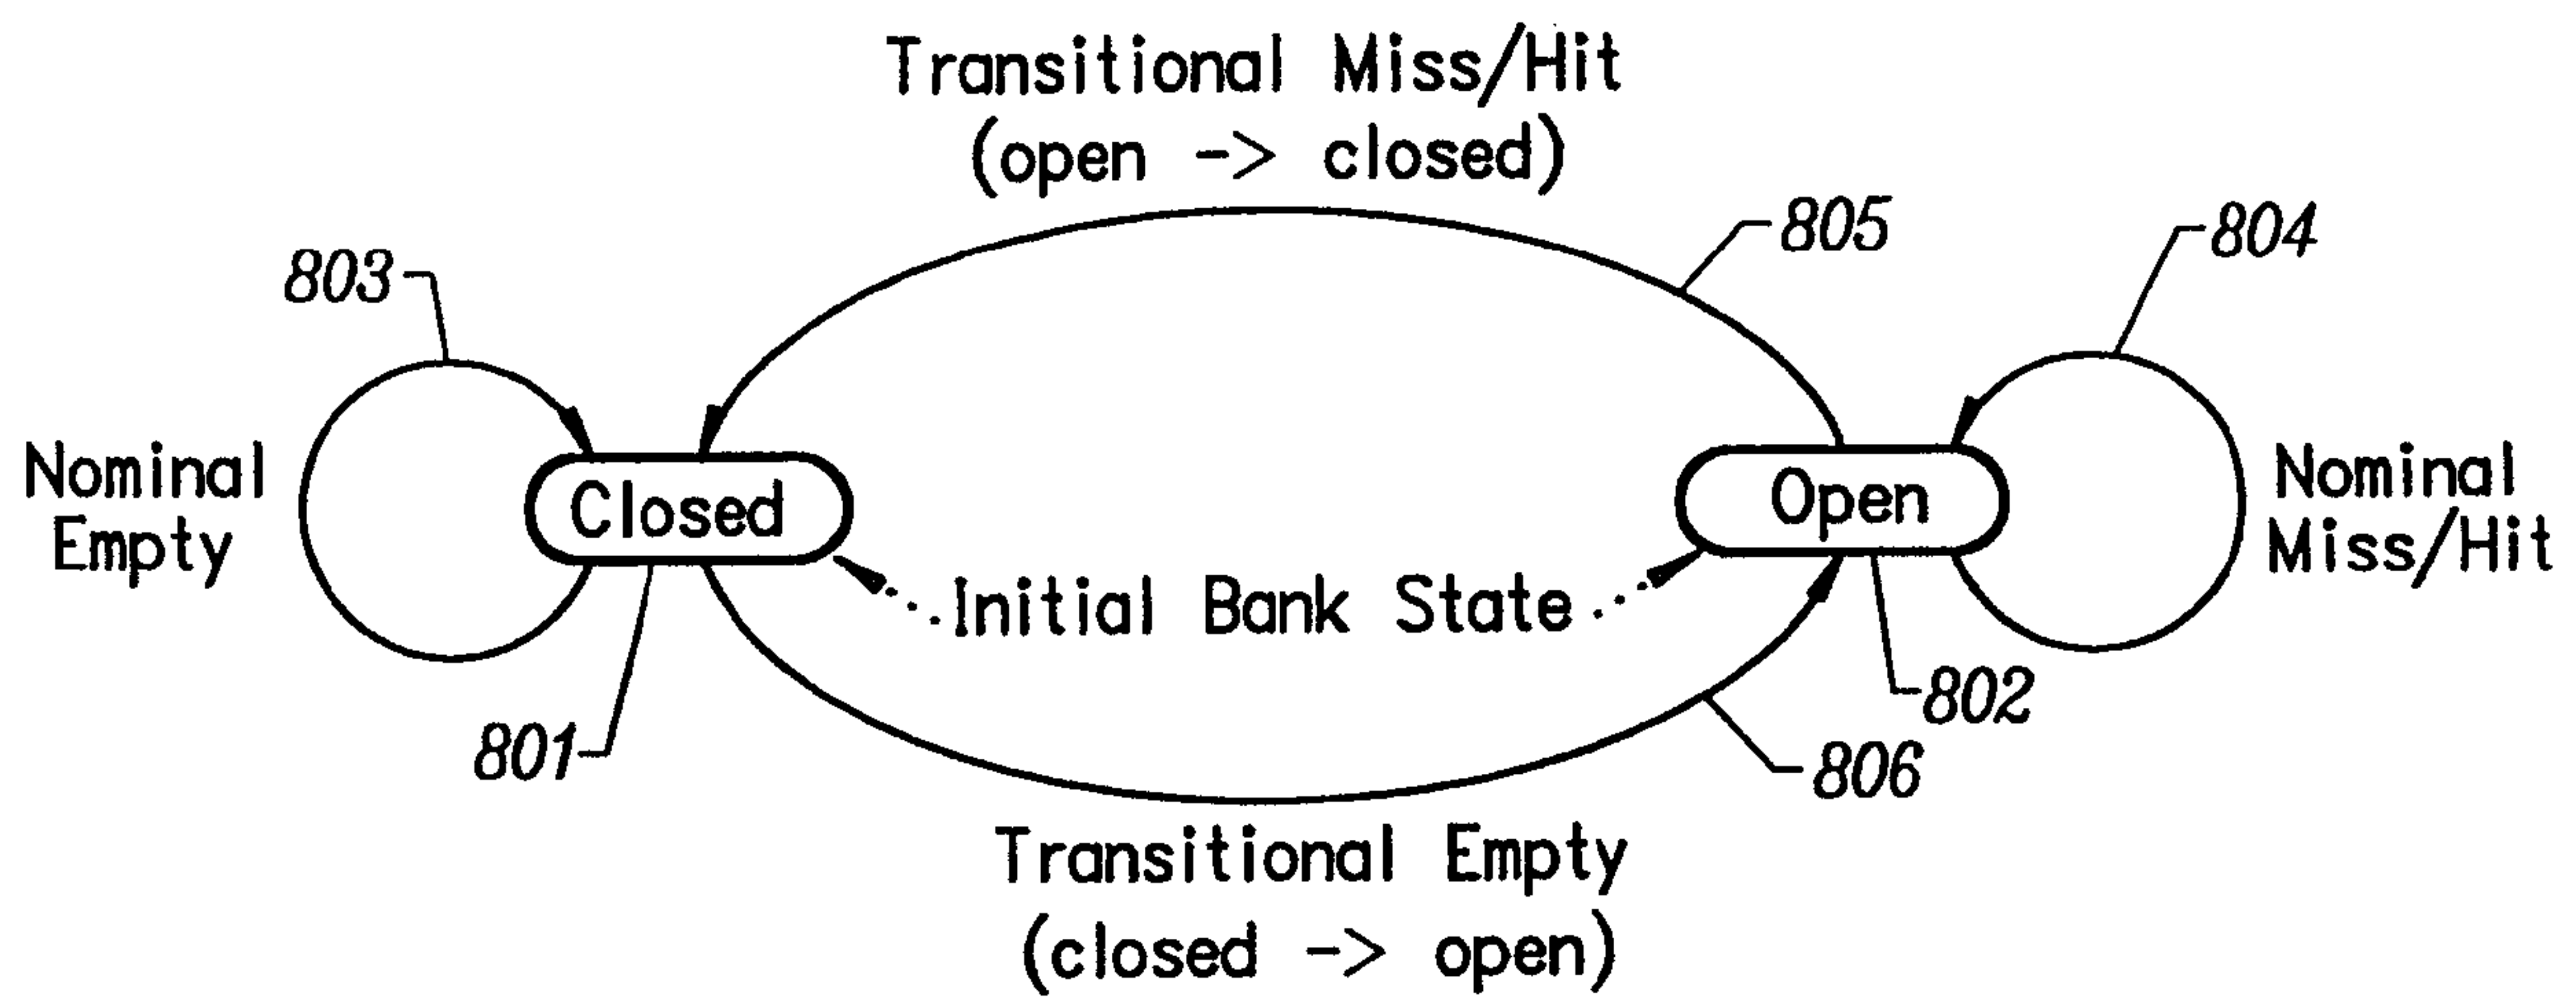 Transitional Miss/Hit
(open -> closed)
805
804
803
Nominal
Empty
Closed
Open
Nominal
Miss/Hit
Initial Bank State
801
802
806
Transitional Empty
(closed -> open)